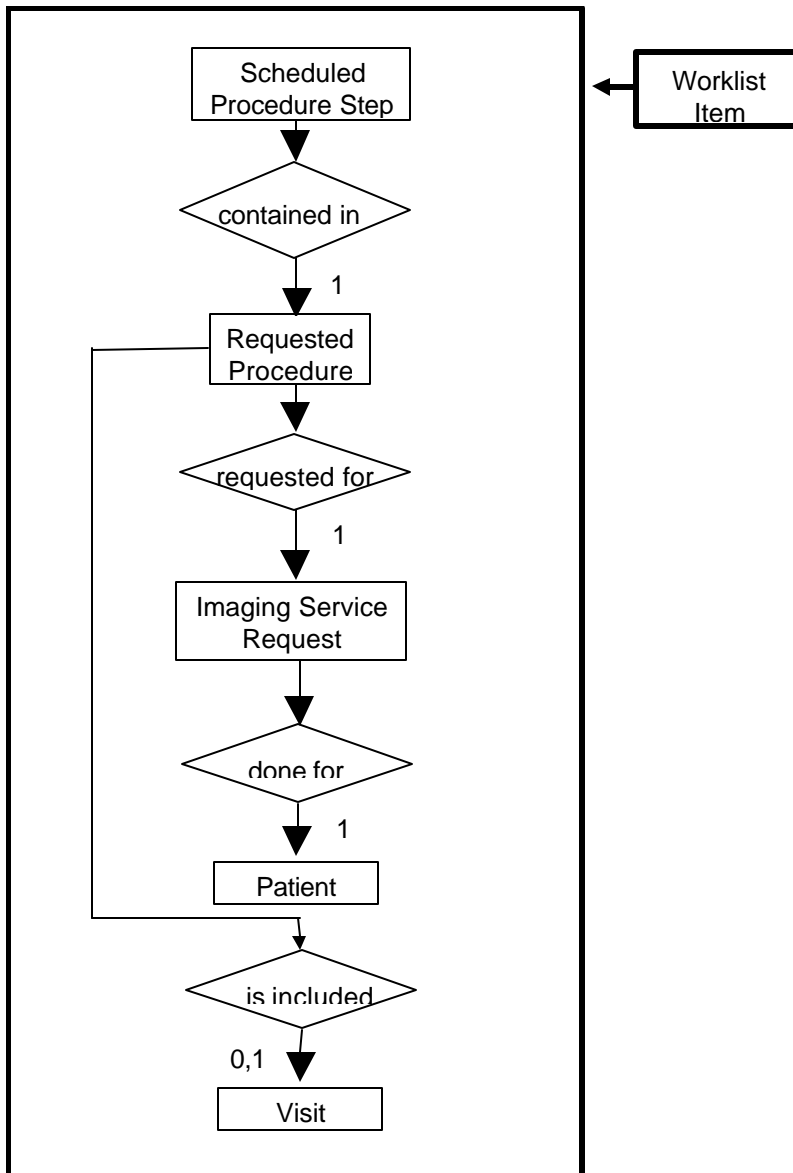 Scheduled
Procedure Step
Worklist
Item
contained in
1
Requested
Procedure
requested for
1
Imaging Service
Request
done for
1
Patient
is included
0,1
Visit